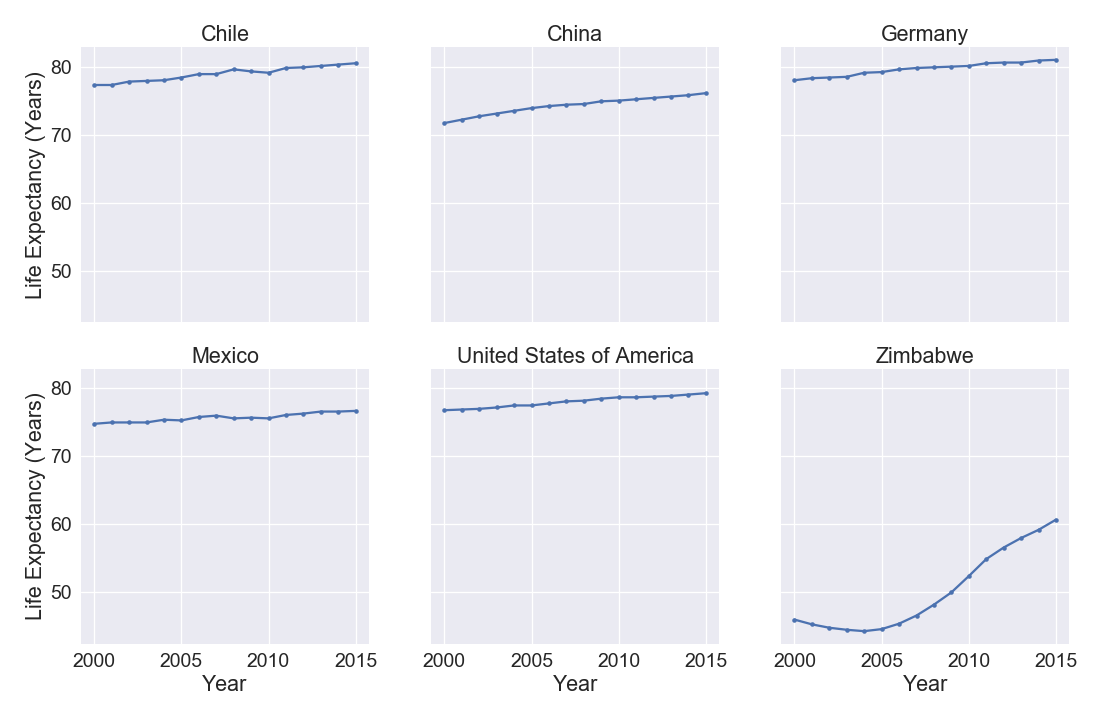 Chile
China
Germany
Life Expectancy (Years)
80
70
60
50
Mexico
United States of America
Zimbabwe
Life Expectancy (Years)
80
70
60
50
2000 2005 2010 2015
2000 2005 2010 2015
2000 2005 2010 2015
Year
Year
Year